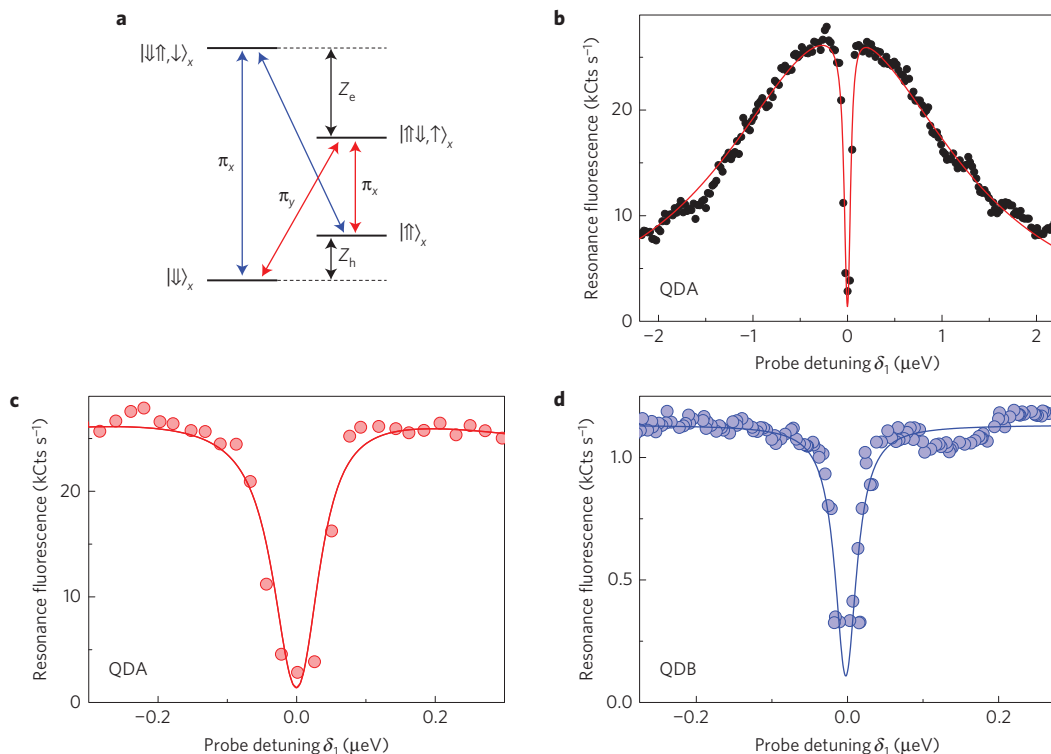 a
|⇓⇑,↓⟩x
Ze
|⇑⇓,↑⟩x
πx
πy
πx
|⇑⟩x
Zh
|⇓⟩x
b
Resonance fluorescence (kCts s⁻¹)
20
10
0
QDA
−2
−1
0
1
2
Probe detuning δ₁ (μeV)
c
Resonance fluorescence (kCts s⁻¹)
20
10
0
QDA
−0.2
0.0
0.2
Probe detuning δ₁ (μeV)
d
Resonance fluorescence (kCts s⁻¹)
1.0
0.5
0.0
QDB
−0.2
0.0
0.2
Probe detuning δ₁ (μeV)